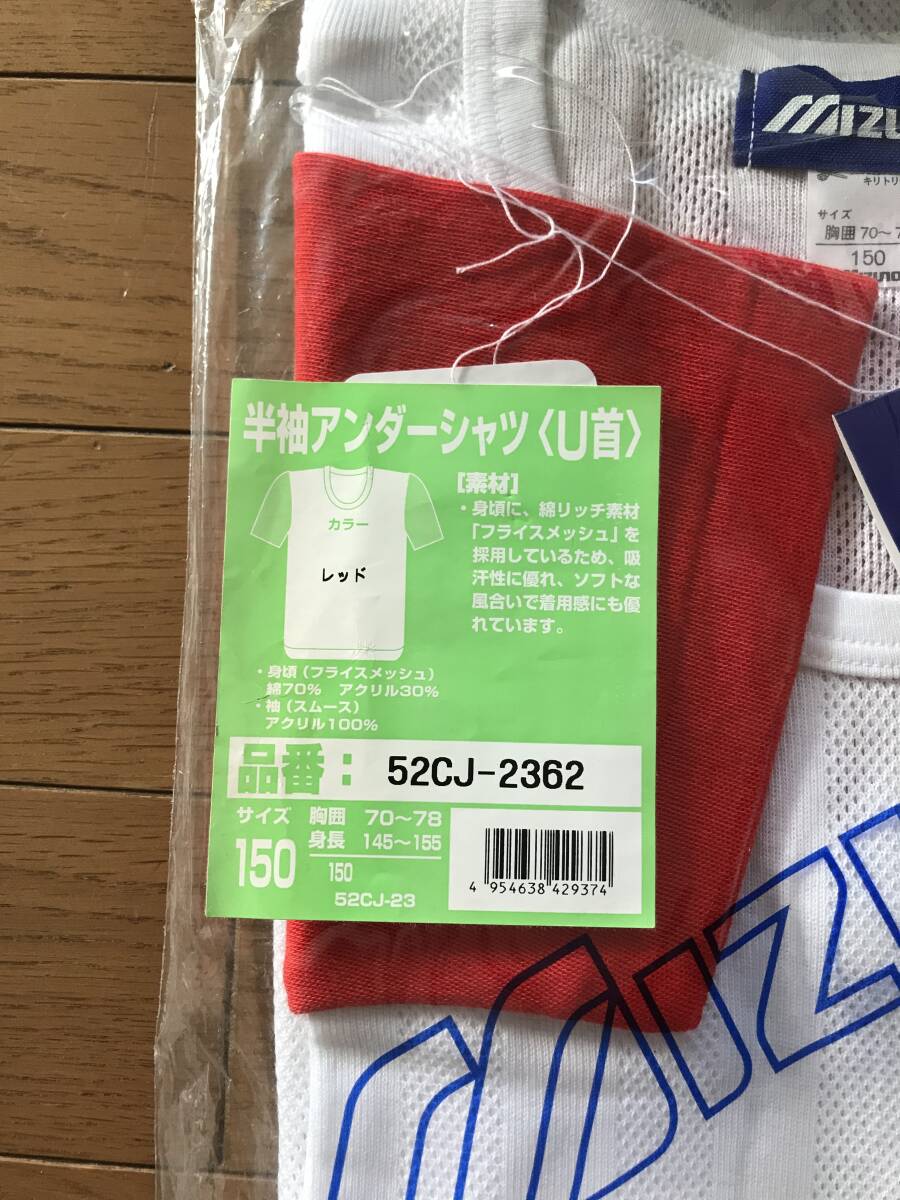 MIZU
キリトリ
サイズ
胸囲 70～7
150
Mizuno
半袖アンダーシャツ〈U首〉
[素材]
・身頃に、綿リッチ素材
「フライスメッシュ」を
採用しているため、吸
汗性に優れ、ソフトな
風合いで着用感にも優
れています。
カラー
レッド
・身頃（フライスメッシュ）
綿70% アクリル30%
・袖（スムース）
アクリル100%
品番： 52CJ-2362
サイズ 胸囲 70～78
150 身長 145～155
150
52CJ-23
4 954638 429374
MIZ